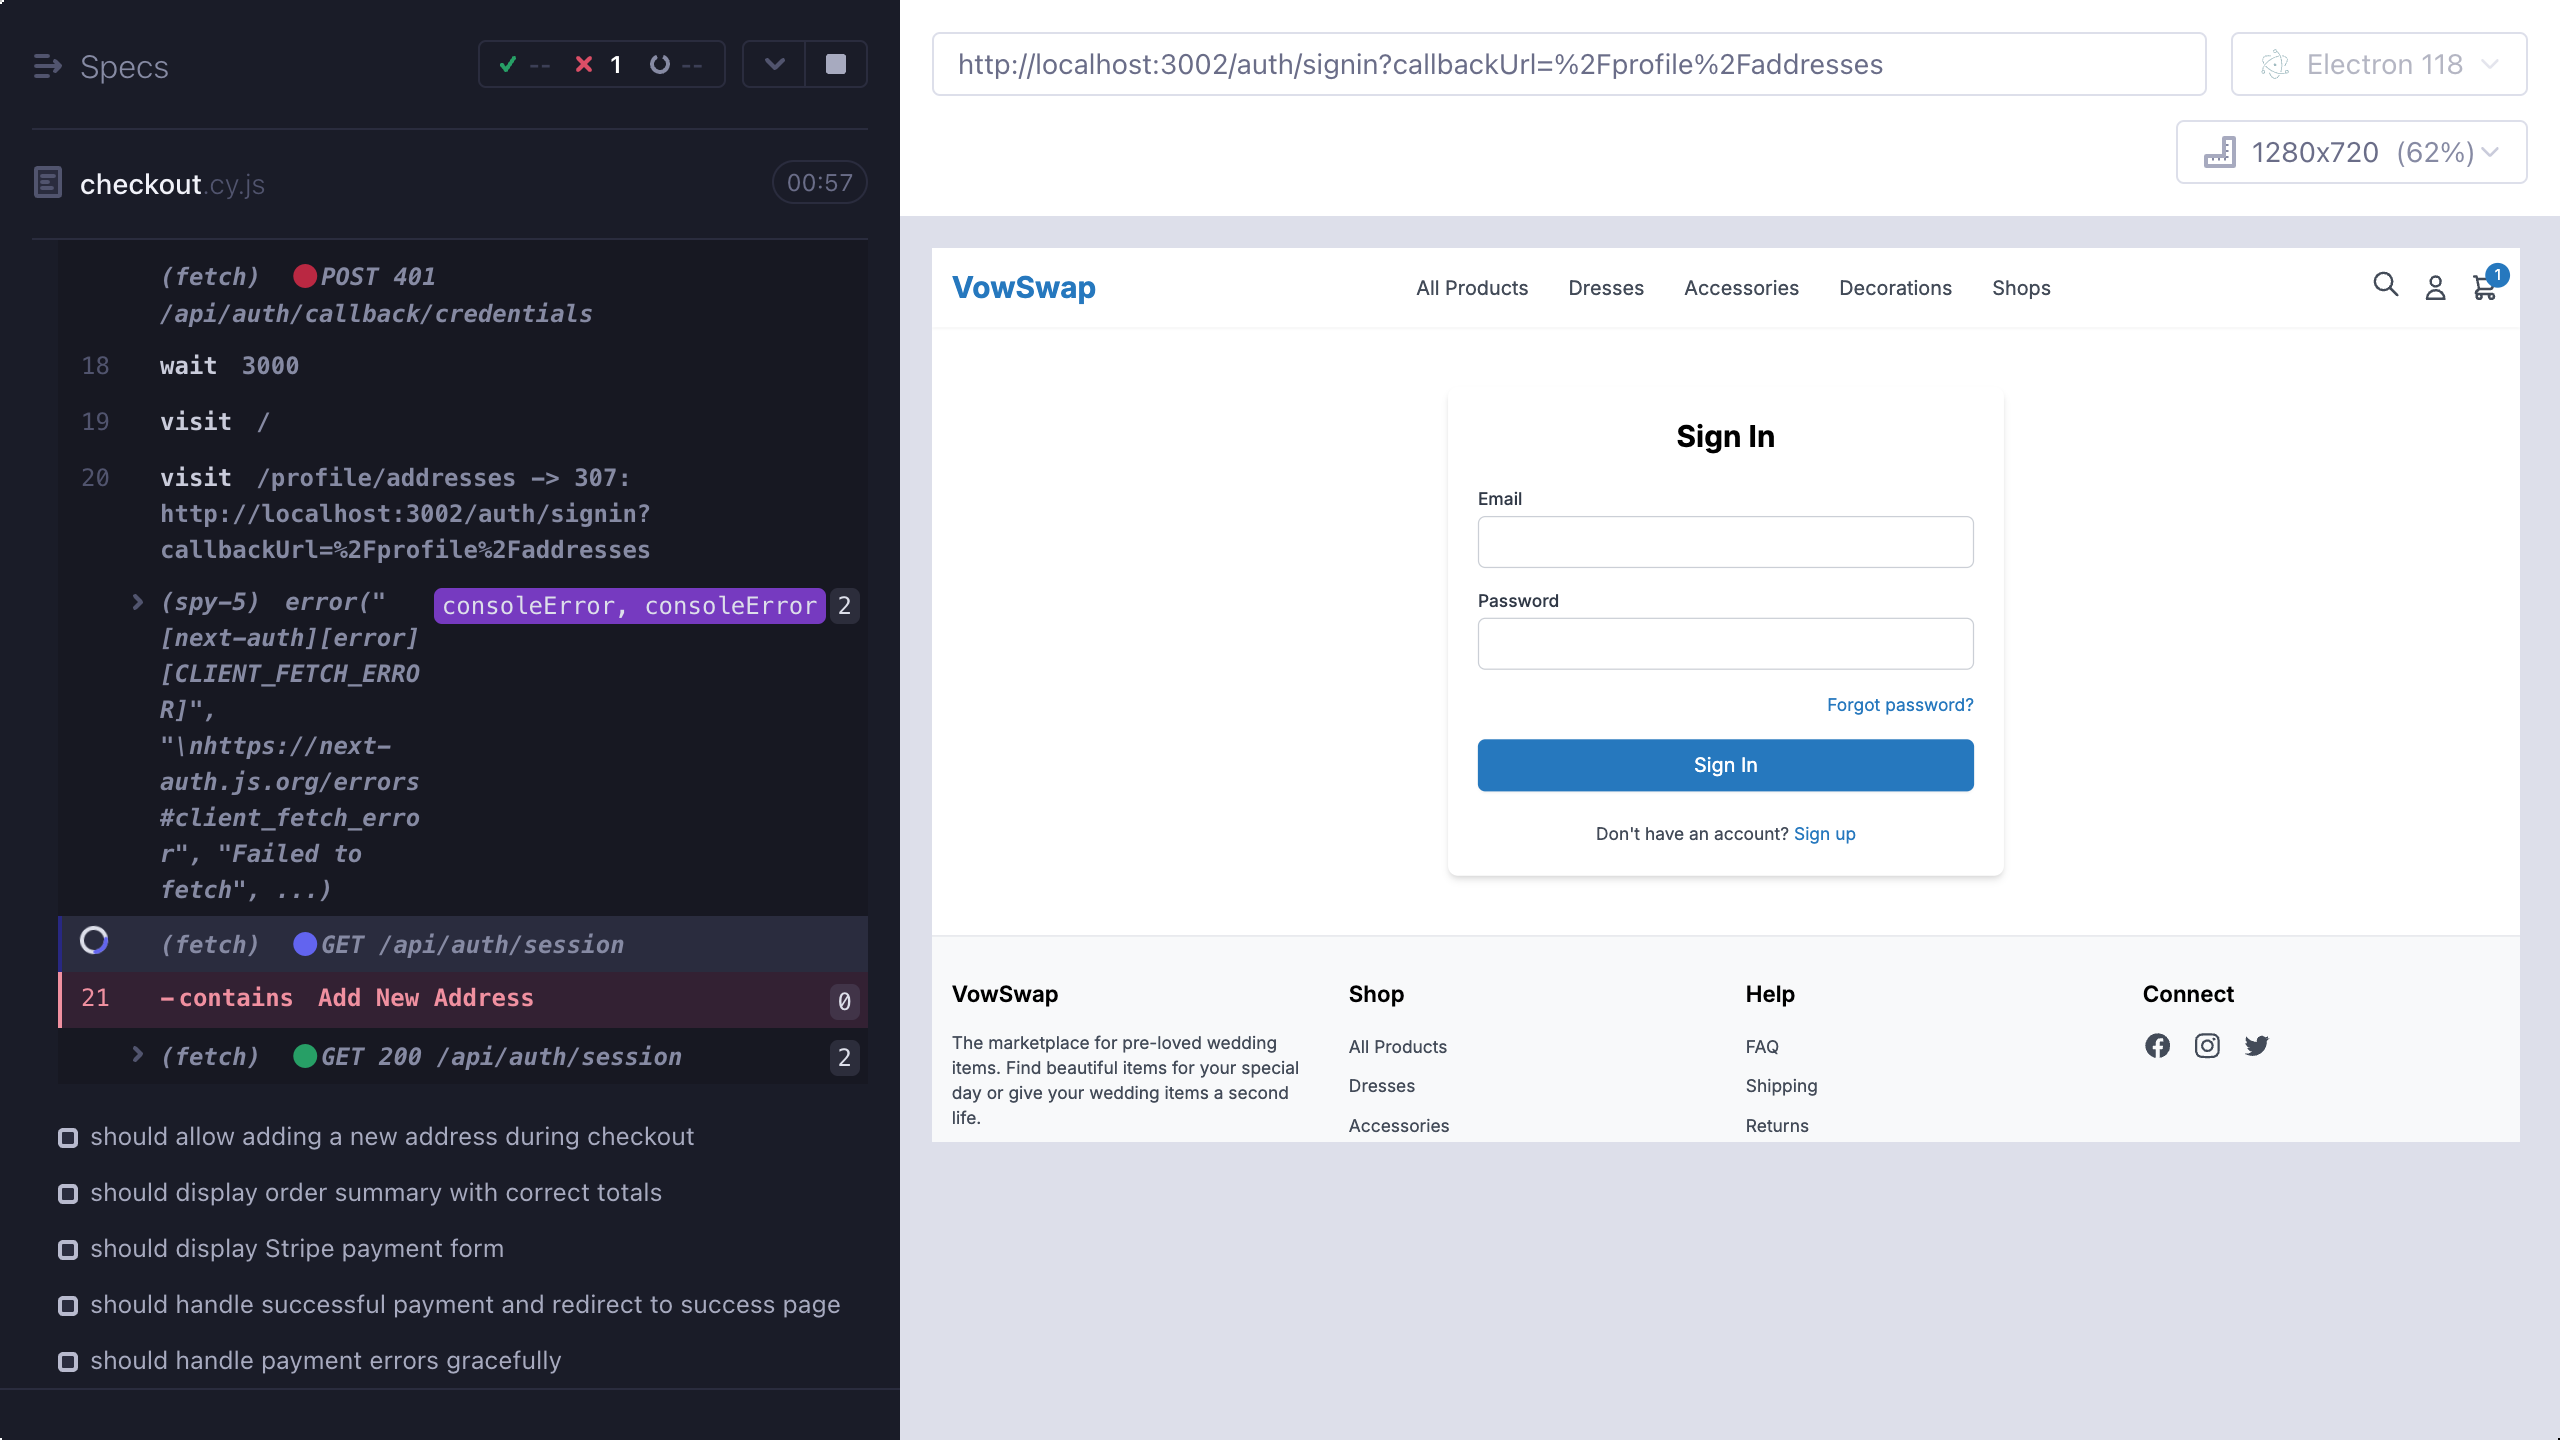 Specs
-- 1 --
checkout.cy.js 00:57
(fetch) POST 401
/api/auth/callback/credentials
18 wait 3000
19 visit /
20 visit /profile/addresses -> 307:
http://localhost:3002/auth/signin?
callbackUrl=%2Fprofile%2Faddresses
(spy-5) error(" consoleError, consoleError 2
[next-auth][error]
[CLIENT_FETCH_ERRO
R]",
"\nhttps://next-
auth.js.org/errors
#client_fetch_erro
r", "Failed to
fetch", ...)
(fetch) GET /api/auth/session
21 -contains Add New Address 0
(fetch) GET 200 /api/auth/session 2
should allow adding a new address during checkout
should display order summary with correct totals
should display Stripe payment form
should handle successful payment and redirect to success page
should handle payment errors gracefully
http://localhost:3002/auth/signin?callbackUrl=%2Fprofile%2Faddresses
Electron 118
1280x720 (62%)
VowSwap All Products Dresses Accessories Decorations Shops 1
Sign In
Email
Password
Forgot password?
Sign In
Don't have an account? Sign up
VowSwap
The marketplace for pre-loved wedding
items. Find beautiful items for your special
day or give your wedding items a second
life.
Shop
All Products
Dresses
Accessories
Help
FAQ
Shipping
Returns
Connect